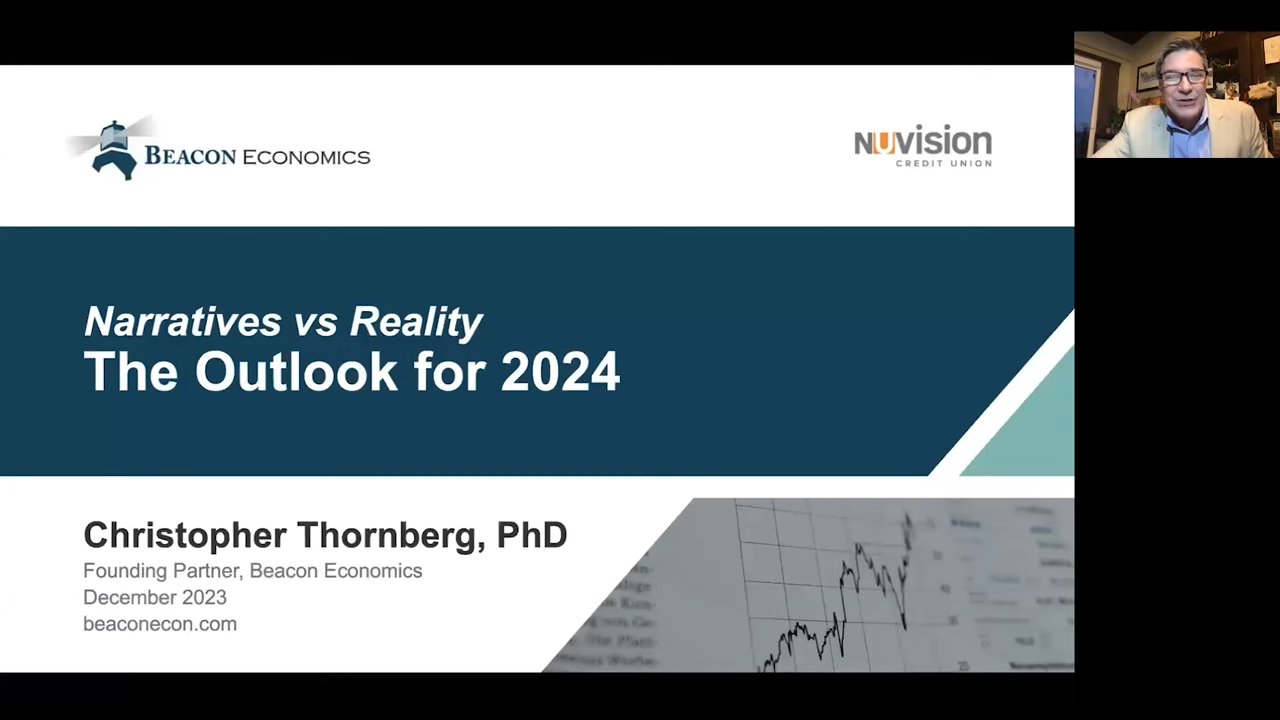 BEACON ECONOMICS
NUVISION
CREDIT UNION
Narratives vs Reality
The Outlook for 2024
Christopher Thornberg, PhD
Founding Partner, Beacon Economics
December 2023
beaconecon.com
20